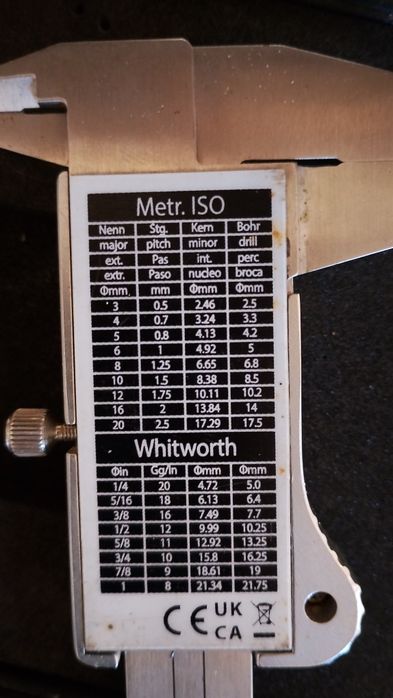 Metr. ISO
Nenn Stg. Kern Bohr
major pitch minor drill
ext. Pas int. perc
extr. Paso nucleo broca
Φmm mm Φmm Φmm
3 0.5 2.46 2.5
4 0.7 3.24 3.3
5 0.8 4.13 4.2
6 1 4.92 5
8 1.25 6.65 6.8
10 1.5 8.38 8.5
12 1.75 10.11 10.2
16 2 13.84 14
20 2.5 17.29 17.5
Whitworth
Φin Gg/in Φmm Φmm
1/4 20 4.72 5.0
5/16 18 6.13 6.4
3/8 16 7.49 7.7
1/2 12 9.99 10.25
5/8 11 12.92 13.25
3/4 10 15.8 16.25
7/8 9 18.61 19
1 8 21.34 21.75
CE UK
CA